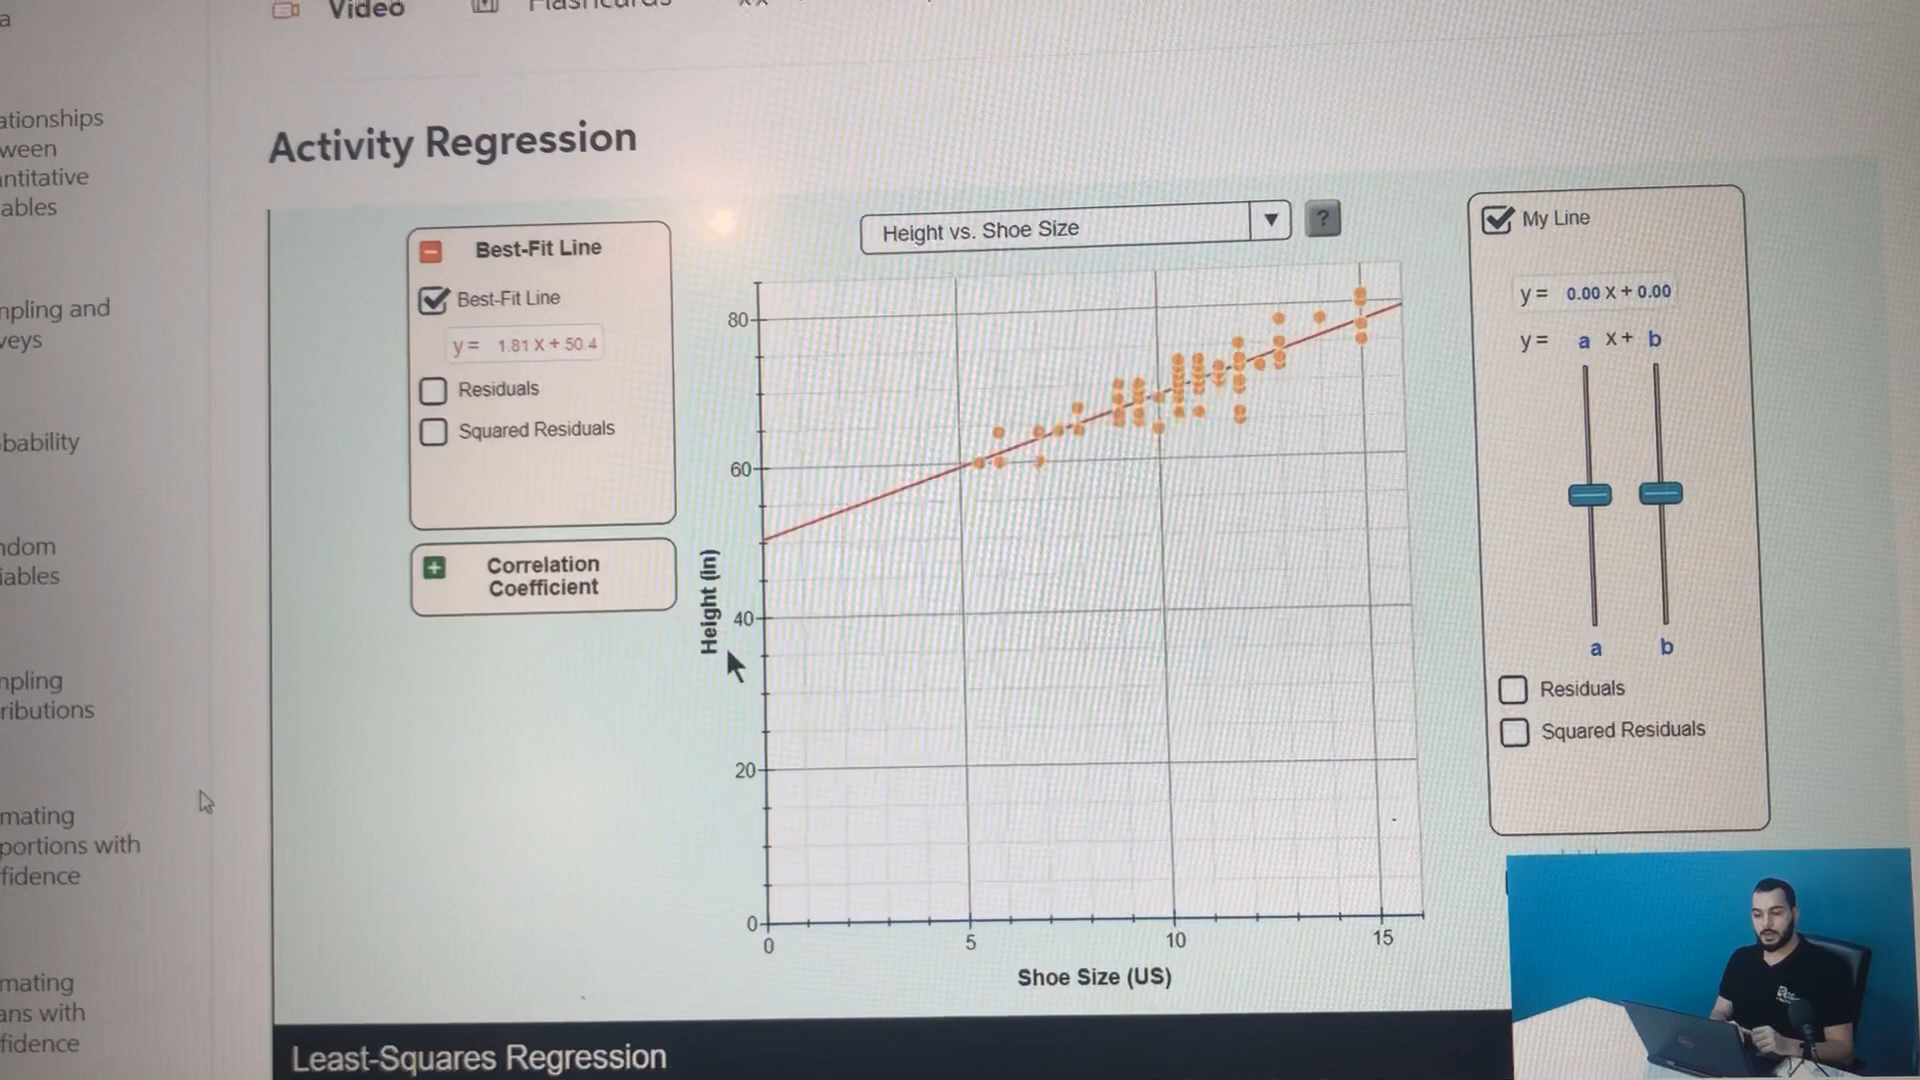 Video
Activity Regression
Best-Fit Line
Best-Fit Line
y = 1.81 X + 50.4
Residuals
Squared Residuals
Correlation
Coefficient
Height vs. Shoe Size
▼
?
80
60
40
20
0
Height (in)
0
5
10
15
Shoe Size (US)
My Line
y = 0.00 X + 0.00
y = a X + b
a
b
Residuals
Squared Residuals
Least-Squares Regression
ationships
ween
antitative
ables
npling and
veys
bability
ndom
iables
npling
ributions
mating
portions with
fidence
mating
ans with
fidence